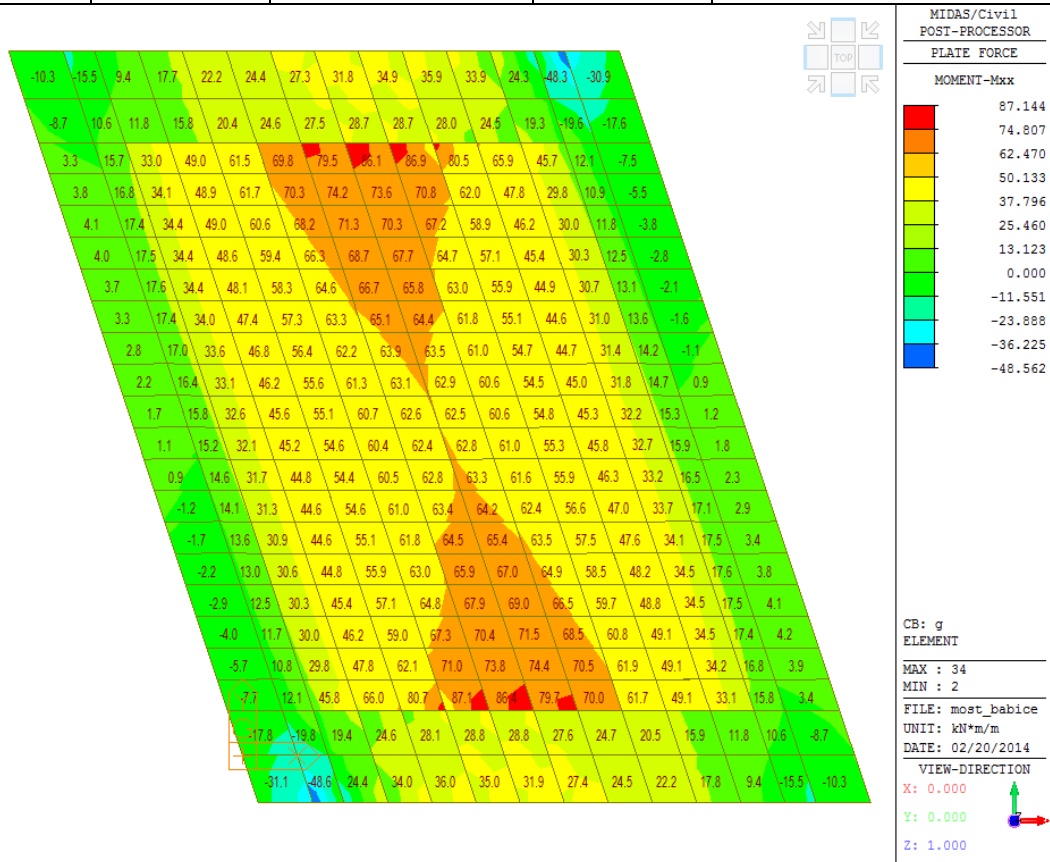 MIDAS/Civil
POST-PROCESSOR
PLATE FORCE
MOMENT-Mxx
87.144
74.807
62.470
50.133
37.796
25.460
13.123
0.000
-11.551
-23.888
-36.225
-48.562
CB: g
ELEMENT
MAX : 34
MIN : 2
FILE: most_babice
UNIT: kN*m/m
DATE: 02/20/2014
VIEW-DIRECTION
X: 0.000
Y: 0.000
Z: 1.000
TOP
-10.3 -15.5 9.4 17.7 22.2 24.4 27.3 31.8 34.9 35.9 33.9 24.3 -48.3 -30.9
-8.7 10.6 11.8 15.8 20.4 24.6 27.5 28.7 28.7 28.0 24.5 19.3 -19.6 -17.6
3.3 15.7 33.0 49.0 61.5 69.8 79.5 86.1 86.9 80.5 65.9 45.7 12.1 -7.5
3.8 16.8 34.1 48.9 61.7 70.3 74.2 73.6 70.8 62.0 47.8 29.8 10.9 -5.5
4.1 17.4 34.4 49.0 60.6 68.2 71.3 70.3 67.2 58.9 46.2 30.0 11.8 -3.8
4.0 17.5 34.4 48.6 59.4 66.3 68.7 67.7 64.7 57.1 45.4 30.3 12.5 -2.8
3.7 17.6 34.4 48.1 58.3 64.6 66.7 65.8 63.0 55.9 44.9 30.7 13.1 -2.1
3.3 17.4 34.0 47.4 57.3 63.3 65.1 64.4 61.8 55.1 44.6 31.0 13.6 -1.6
2.8 17.0 33.6 46.8 56.4 62.2 63.9 63.5 61.0 54.7 44.7 31.4 14.2 -1.1
2.2 16.4 33.1 46.2 55.6 61.3 63.1 62.9 60.6 54.5 45.0 31.8 14.7 0.9
1.7 15.8 32.6 45.6 55.1 60.7 62.6 62.5 60.6 54.8 45.3 32.2 15.3 1.2
1.1 15.2 32.1 45.2 54.6 60.4 62.4 62.8 61.0 55.3 45.8 32.7 15.9 1.8
0.9 14.6 31.7 44.8 54.4 60.5 62.8 63.3 61.6 55.9 46.3 33.2 16.5 2.3
-1.2 14.1 31.3 44.6 54.6 61.0 63.4 64.2 62.4 56.6 47.0 33.7 17.1 2.9
-1.7 13.6 30.9 44.6 55.1 61.8 64.5 65.4 63.5 57.5 47.6 34.1 17.5 3.4
-2.2 13.0 30.6 44.8 55.9 63.0 65.9 67.0 64.9 58.5 48.2 34.5 17.6 3.8
-2.9 12.5 30.3 45.4 57.1 64.8 67.9 69.0 66.5 59.7 48.8 34.5 17.5 4.1
-4.0 11.7 30.0 46.2 59.0 67.3 70.4 71.5 68.5 60.8 49.1 34.5 17.4 4.2
-5.7 10.8 29.8 47.8 62.1 71.0 73.8 74.4 70.5 61.9 49.1 34.2 16.8 3.9
-7.7 12.1 45.8 66.0 80.7 87.1 86.4 79.7 70.0 61.7 49.1 33.1 15.8 3.4
-17.8 -19.8 19.4 24.6 28.1 28.8 28.8 27.6 24.7 20.5 15.9 11.8 10.6 -8.7
-31.1 -48.6 24.4 34.0 36.0 35.0 31.9 27.4 24.5 22.2 17.8 9.4 -15.5 -10.3